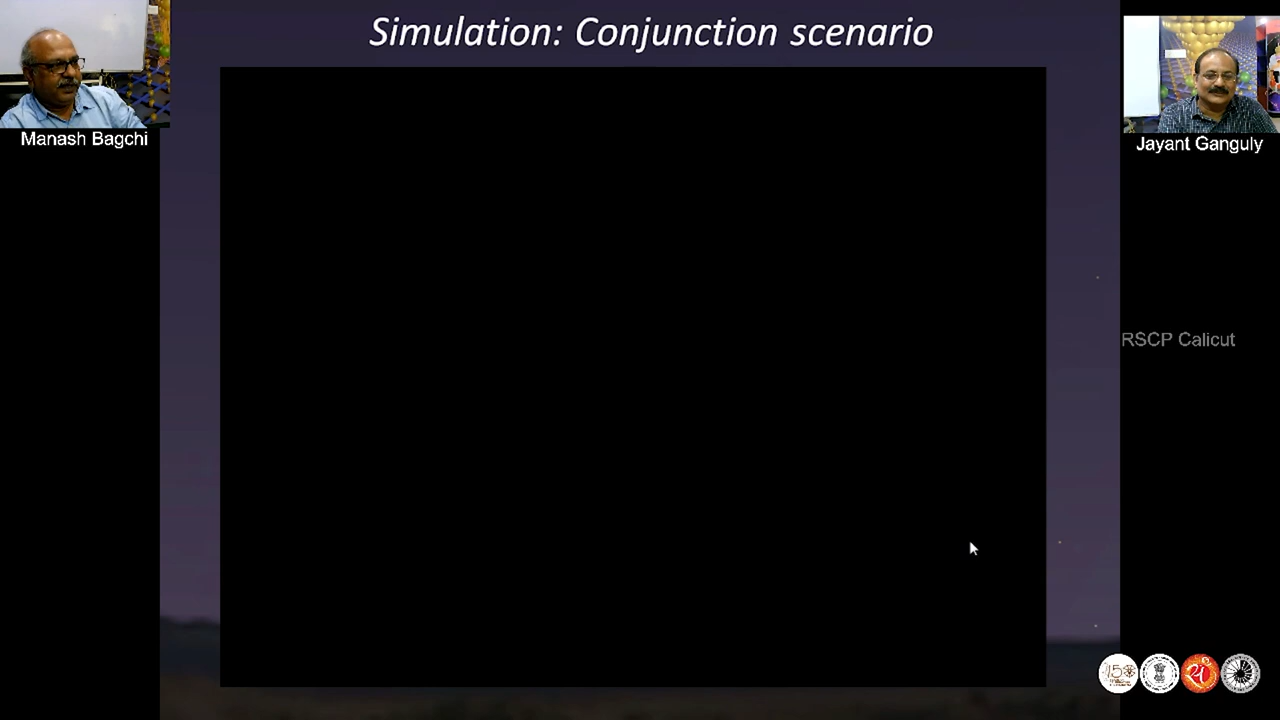 Simulation: Conjunction scenario
Manash Bagchi
Jayant Ganguly
RSCP Calicut